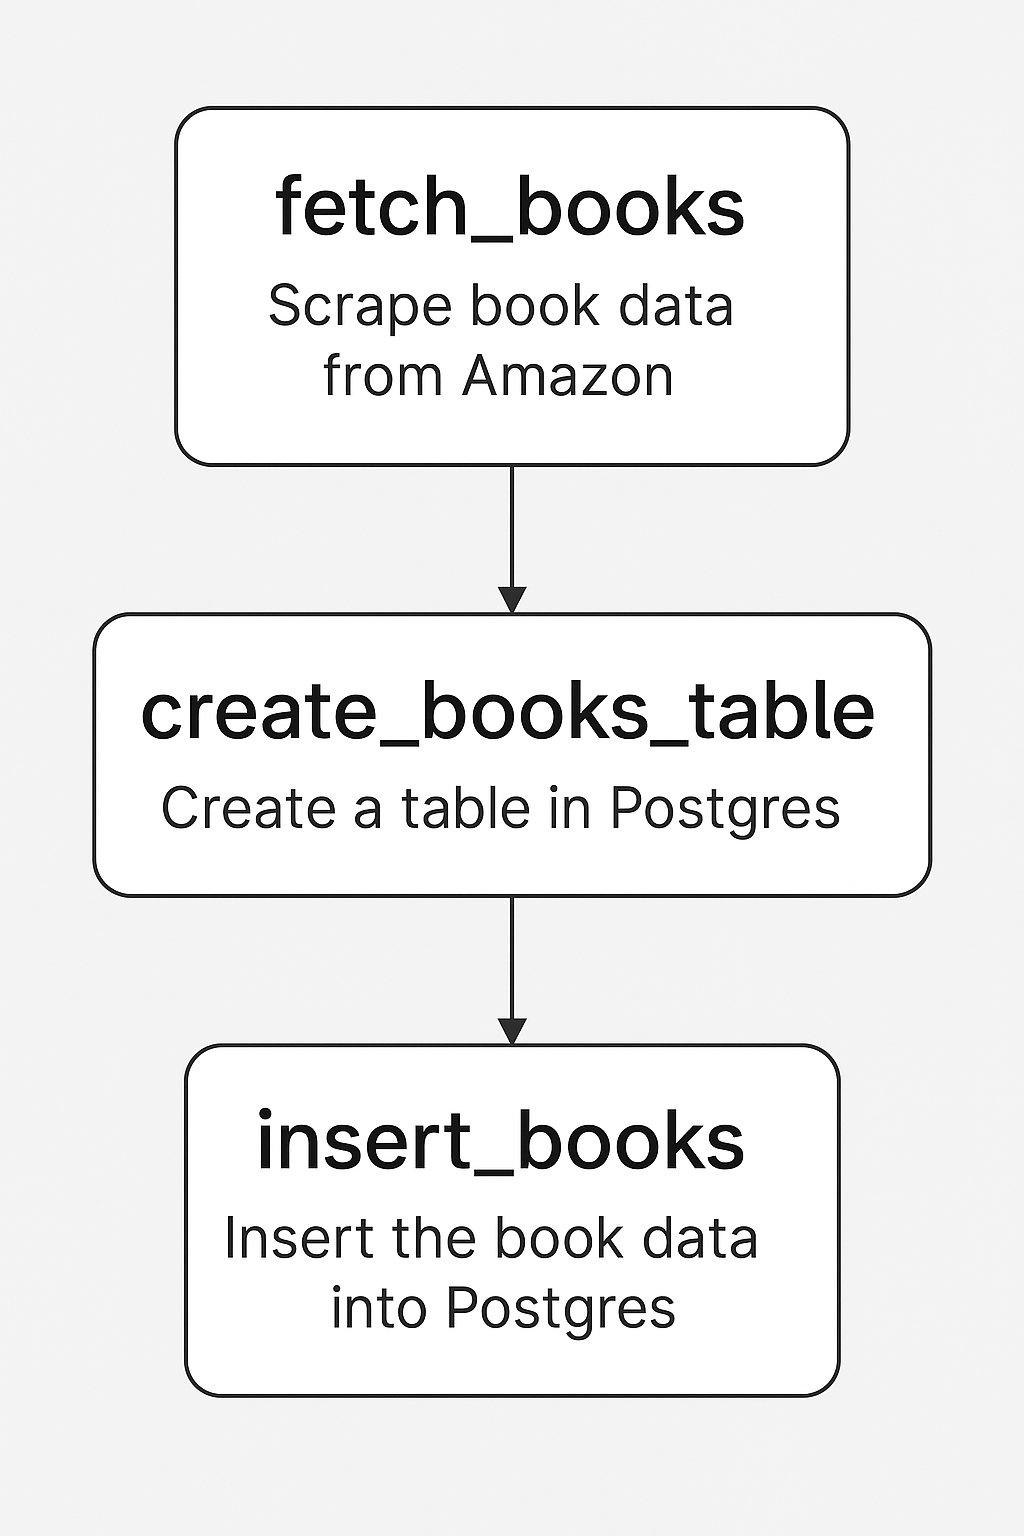 fetch_books
Scrape book data
from Amazon
create_books_table
Create a table in Postgres
insert_books
Insert the book data
into Postgres